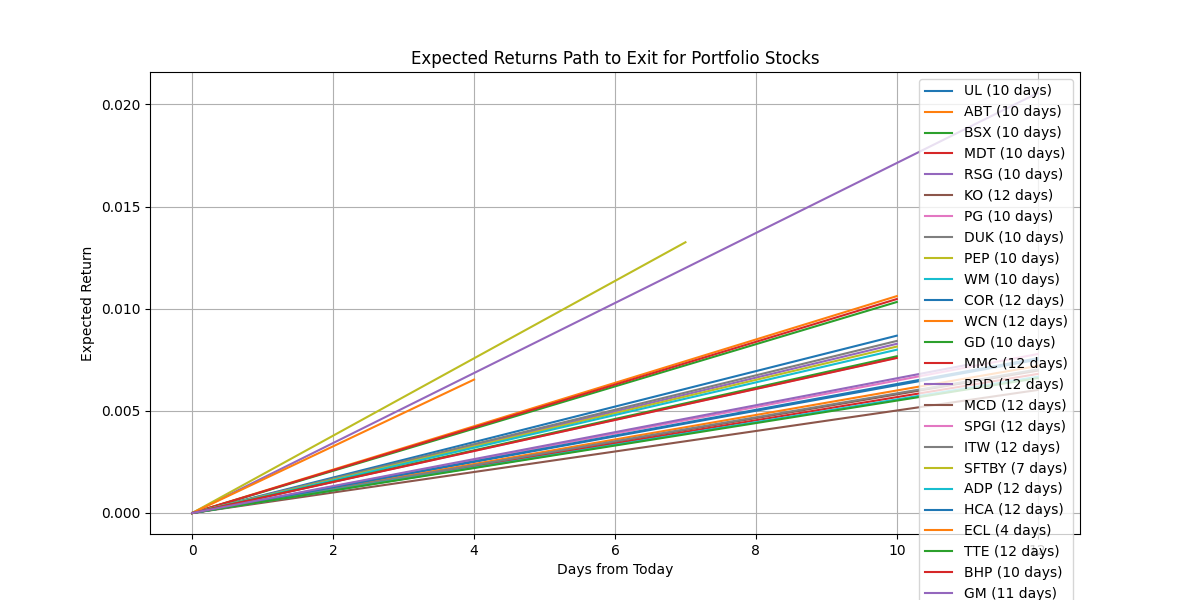 Expected Returns Path to Exit for Portfolio Stocks
Expected Return
0.020
0.015
0.010
0.005
0.000
0
2
4
6
8
10
Days from Today
UL (10 days)
ABT (10 days)
BSX (10 days)
MDT (10 days)
RSG (10 days)
KO (12 days)
PG (10 days)
DUK (10 days)
PEP (10 days)
WM (10 days)
COR (12 days)
WCN (12 days)
GD (10 days)
MMC (12 days)
PDD (12 days)
MCD (12 days)
SPGI (12 days)
ITW (12 days)
SFTBY (7 days)
ADP (12 days)
HCA (12 days)
ECL (4 days)
TTE (12 days)
BHP (10 days)
GM (11 days)